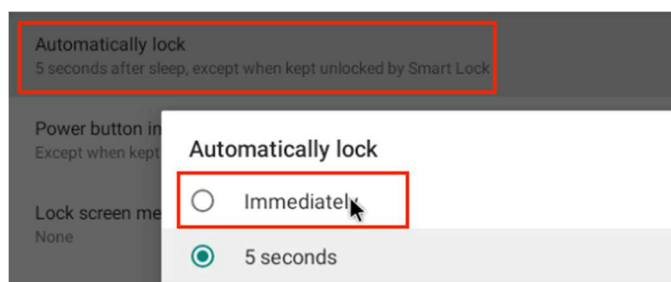 Automatically lock
5 seconds after sleep, except when kept unlocked by Smart Lock
Power button in
Except when kept
Lock screen me
None
Automatically lock
Immediately
5 seconds